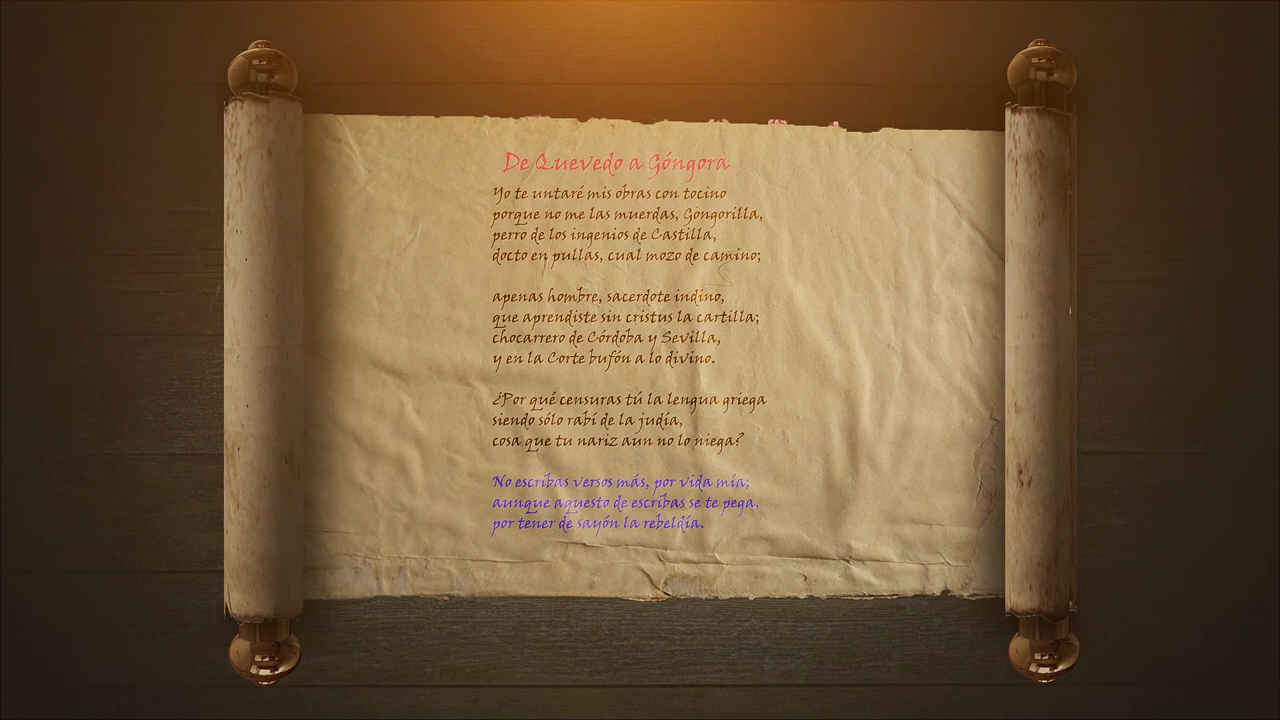 De Quevedo a Góngora
Yo te untaré mis obras con tocino
porque no me las muerdas, Gongorilla,
perro de los ingenios de Castilla,
docto en pullas, cual mozo de camino;
apenas hombre, sacerdote indino,
que aprendiste sin cristus la cartilla;
chocarrero de Córdoba y Sevilla,
y en la Corte bufón a lo divino.
¿Por qué censuras tú la lengua griega
siendo sólo rabí de la judía,
cosa que tu nariz aun no lo niega?
No escribas versos más, por vida mía;
aunque aquesto de escribas se te pega,
por tener de sayón la rebeldía.